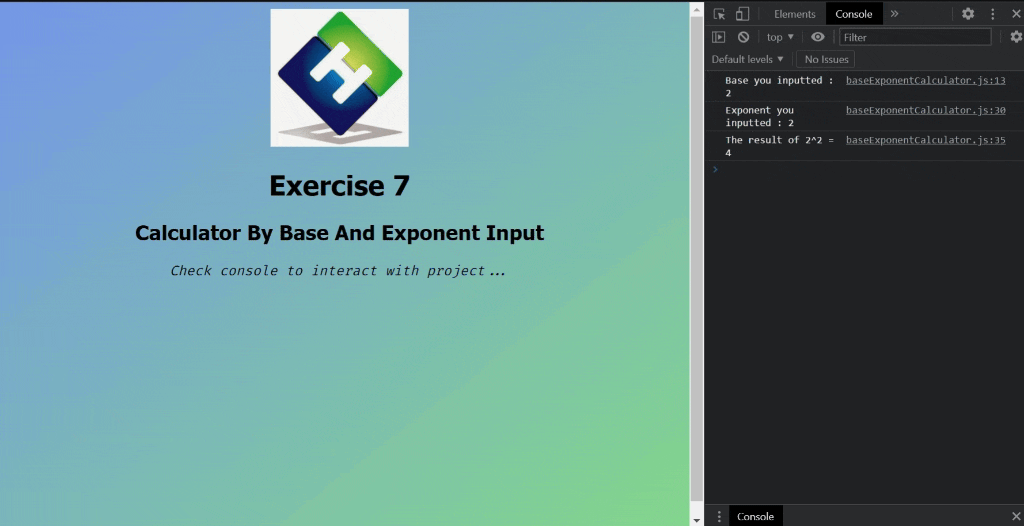 H
Exercise 7
Calculator By Base And Exponent Input
Check console to interact with project...
Elements Console
top Filter
Default levels No Issues
Base you inputted : baseExponentCalculator.js:13
2
Exponent you baseExponentCalculator.js:30
inputted : 2
The result of 2^2 = baseExponentCalculator.js:35
4
Console